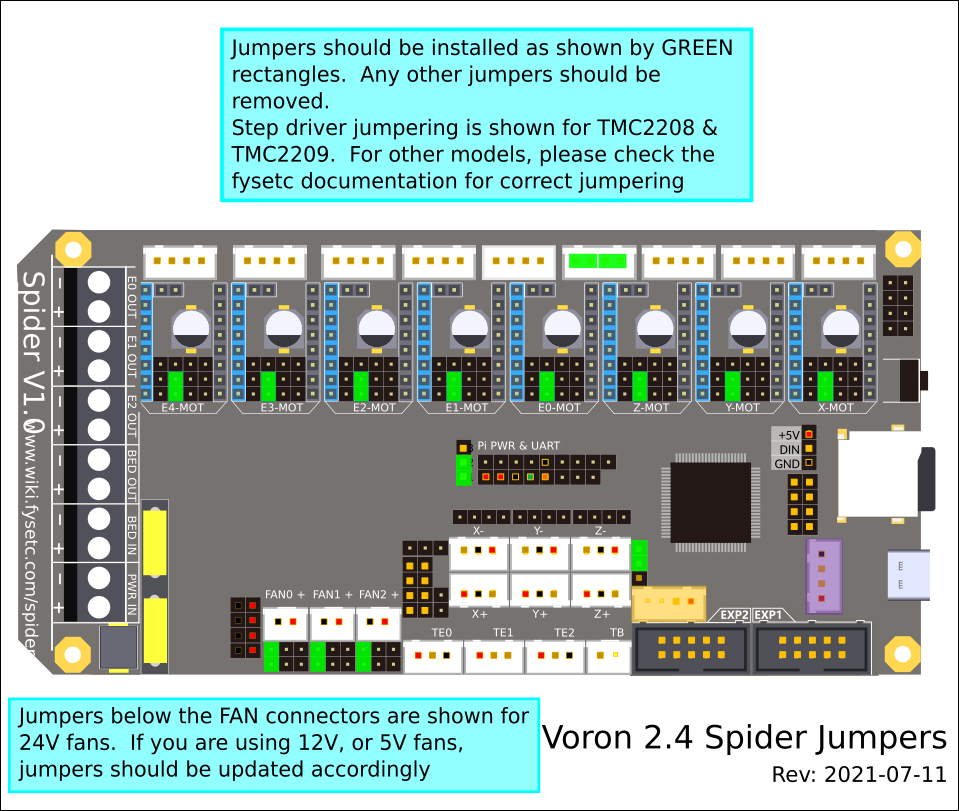 Jumpers should be installed as shown by GREEN
rectangles.  Any other jumpers should be
removed.
Step driver jumpering is shown for TMC2208 &
TMC2209.  For other models, please check the
fysetc documentation for correct jumpering
Spider V1.0
www.wiki.fysetc.com/spider
− + E0 OUT
− + E1 OUT
− + E2 OUT
− + BED OUT
− + BED IN
− + PWR IN
E4-MOT E3-MOT E2-MOT E1-MOT E0-MOT Z-MOT Y-MOT X-MOT
Pi PWR & UART
+5V
DIN
GND
X- Y- Z-
FAN0 + FAN1 + FAN2 +
X+ Y+ Z+
EXP2 EXP1
TE0 TE1 TE2 TB
Jumpers below the FAN connectors are shown for
24V fans.  If you are using 12V, or 5V fans,
jumpers should be updated accordingly
Voron 2.4 Spider Jumpers
Rev: 2021-07-11